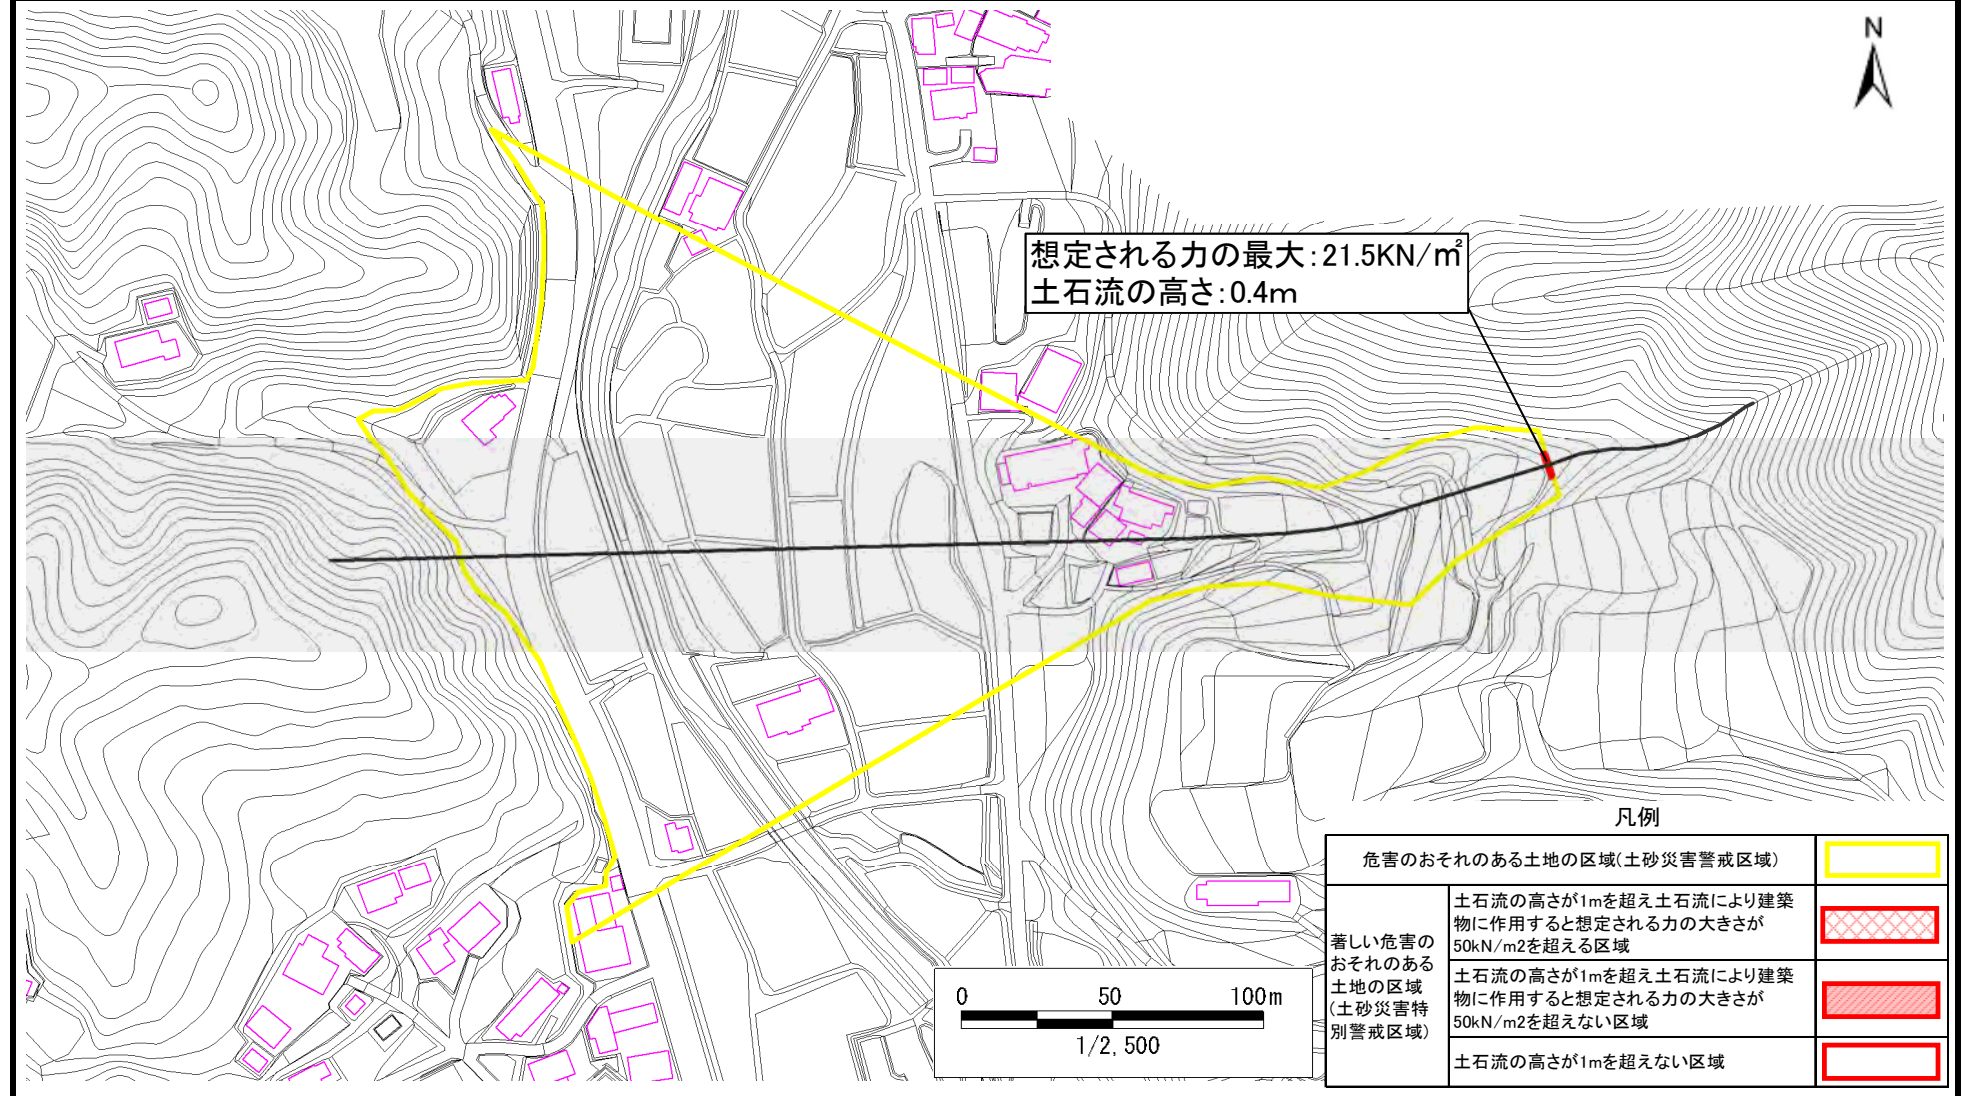 N
想定される力の最大:21.5KN/㎡
土石流の高さ:0.4m
凡例
危害のおそれのある土地の区域(土砂災害警戒区域)
著しい危害の
おそれのある
土地の区域
(土砂災害特
別警戒区域)
土石流の高さが1mを超え土石流により建築
物に作用すると想定される力の大きさが
50kN/m2を超える区域
土石流の高さが1mを超え土石流により建築
物に作用すると想定される力の大きさが
50kN/m2を超えない区域
土石流の高さが1mを超えない区域
0 50 100m
1/2,500